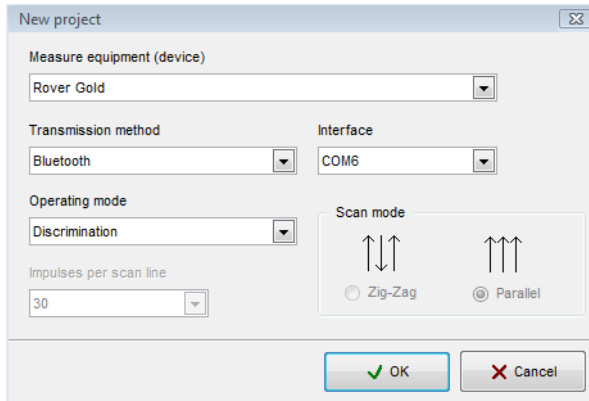 New project
Measure equipment (device)
Rover Gold
Transmission method
Interface
Bluetooth
COM6
Operating mode
Discrimination
Scan mode
Impulses per scan line
30
Zig-Zag
Parallel
OK
Cancel